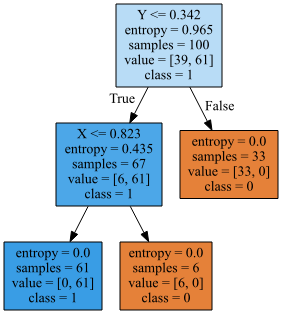 Y <= 0.342
entropy = 0.965
samples = 100
value = [39, 61]
class = 1
True
False
X <= 0.823
entropy = 0.435
samples = 67
value = [6, 61]
class = 1
entropy = 0.0
samples = 33
value = [33, 0]
class = 0
entropy = 0.0
samples = 61
value = [0, 61]
class = 1
entropy = 0.0
samples = 6
value = [6, 0]
class = 0